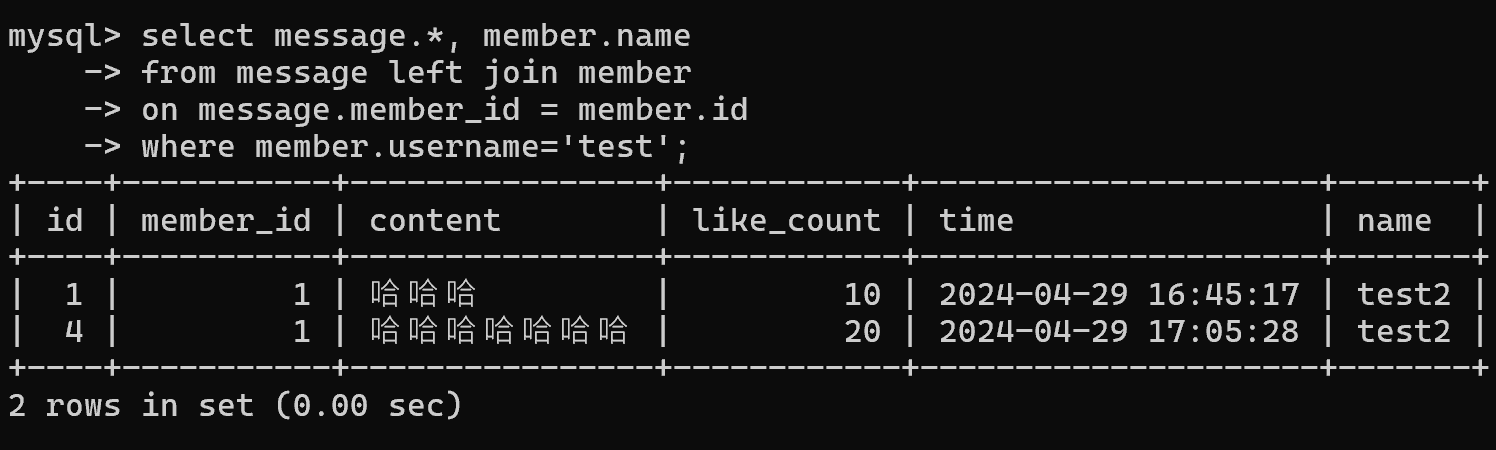 mysql> select message.*, member.name
    -> from message left join member
    -> on message.member_id = member.id
    -> where member.username='test';
+----+-----------+----------------+------------+---------------------+-------+
| id | member_id | content        | like_count | time                | name  |
+----+-----------+----------------+------------+---------------------+-------+
|  1 |         1 | 哈哈哈         |         10 | 2024-04-29 16:45:17 | test2 |
|  4 |         1 | 哈哈哈哈哈哈哈 |         20 | 2024-04-29 17:05:28 | test2 |
+----+-----------+----------------+------------+---------------------+-------+
2 rows in set (0.00 sec)